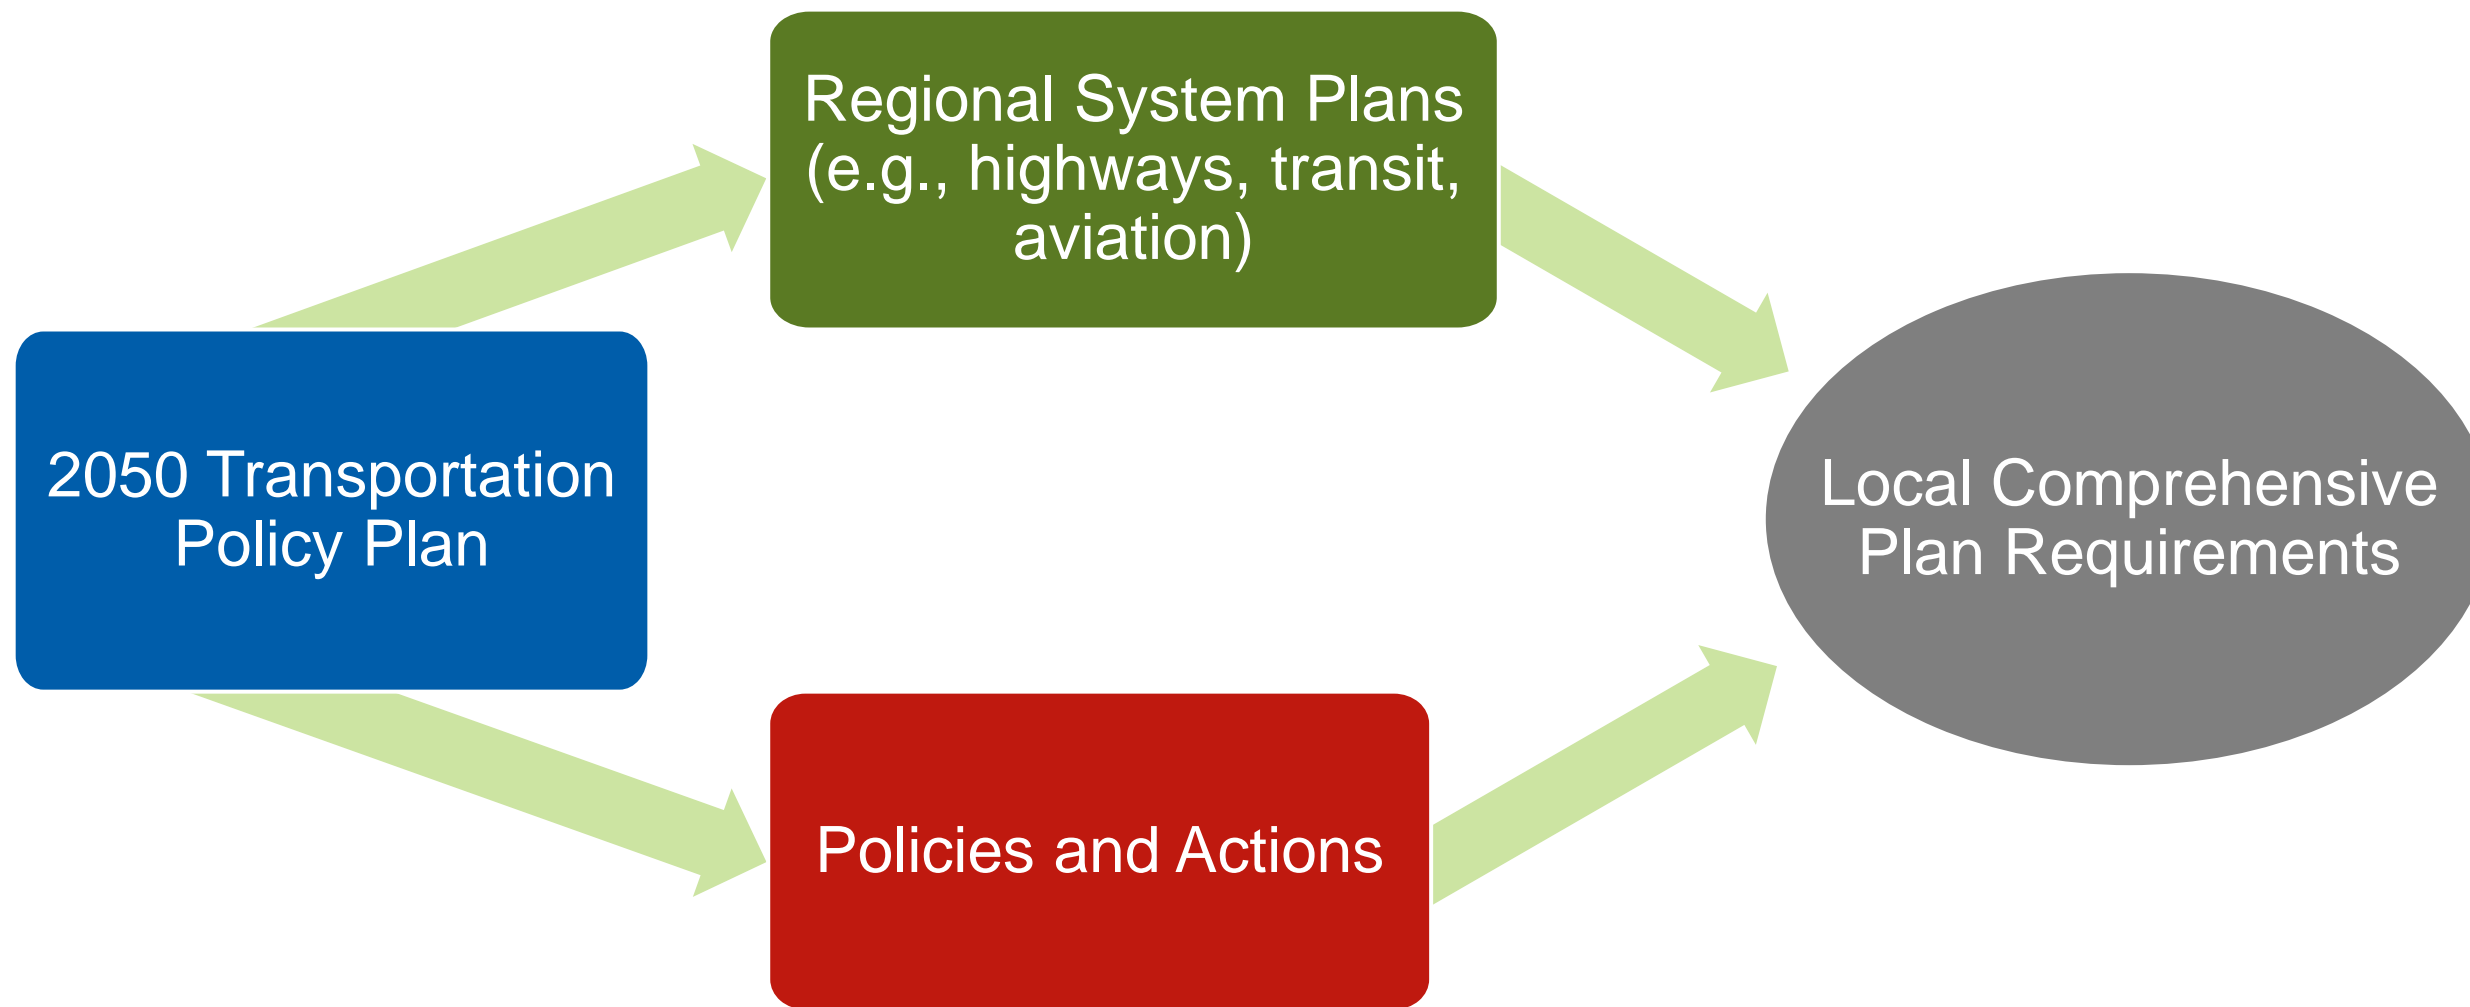 Regional System Plans
(e.g., highways, transit,
aviation)
2050 Transportation
Policy Plan
Local Comprehensive
Plan Requirements
Policies and Actions